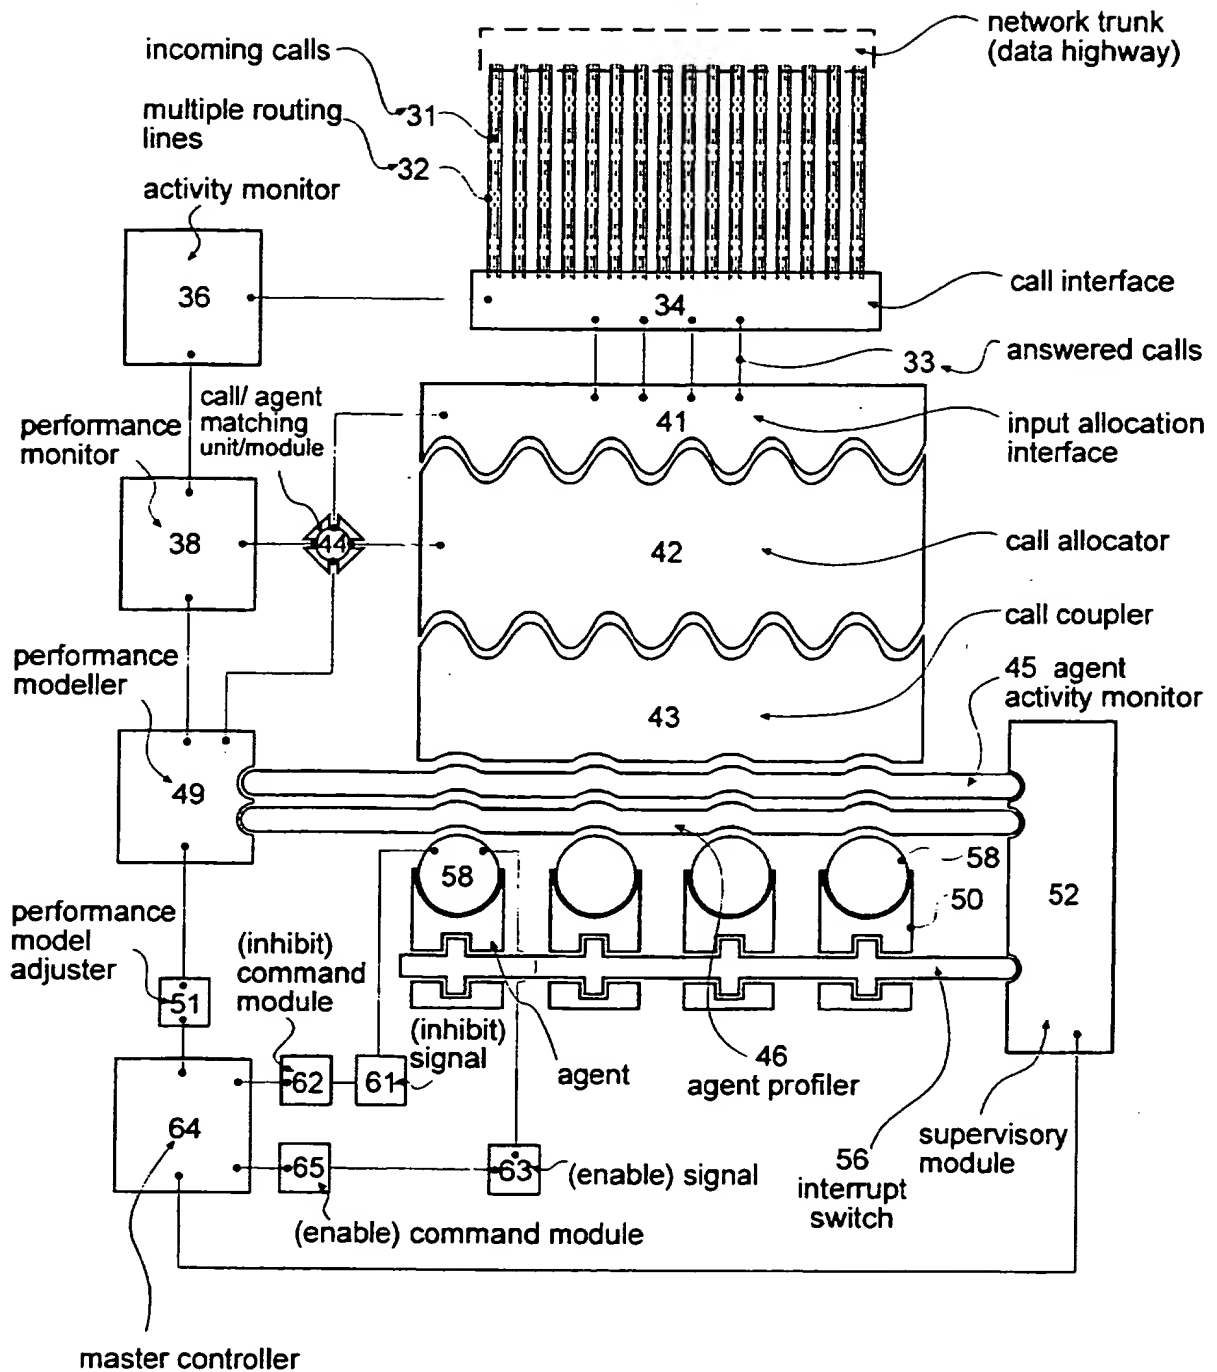 network trunk
(data highway)
incoming calls
31
multiple routing
lines
32
activity monitor
36
34
call interface
33
answered calls
call/ agent
matching
unit/module
performance
monitor
41
input allocation
interface
38
44
42
call allocator
call coupler
performance
modeller
45 agent
activity monitor
43
49
58
58
50
52
performance
model
adjuster
(inhibit)
command
module
51
(inhibit)
signal
62
61
agent
46
agent profiler
64
65
63
(enable) signal
56
interrupt
switch
supervisory
module
(enable) command module
master controller